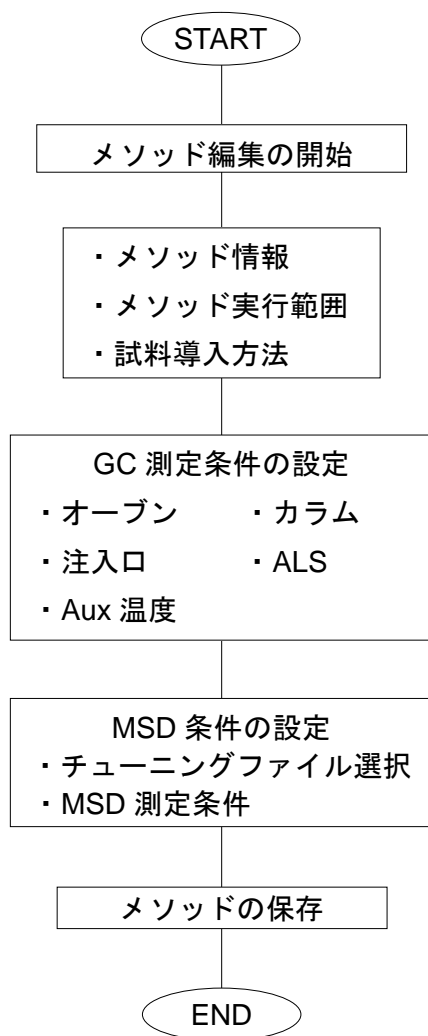 START
メソッド編集の開始
・メソッド情報
・メソッド実行範囲
・試料導入方法
GC 測定条件の設定
・オーブン ・カラム
・注入口 ・ALS
・Aux 温度
MSD 条件の設定
・チューニングファイル選択
・MSD 測定条件
メソッドの保存
END